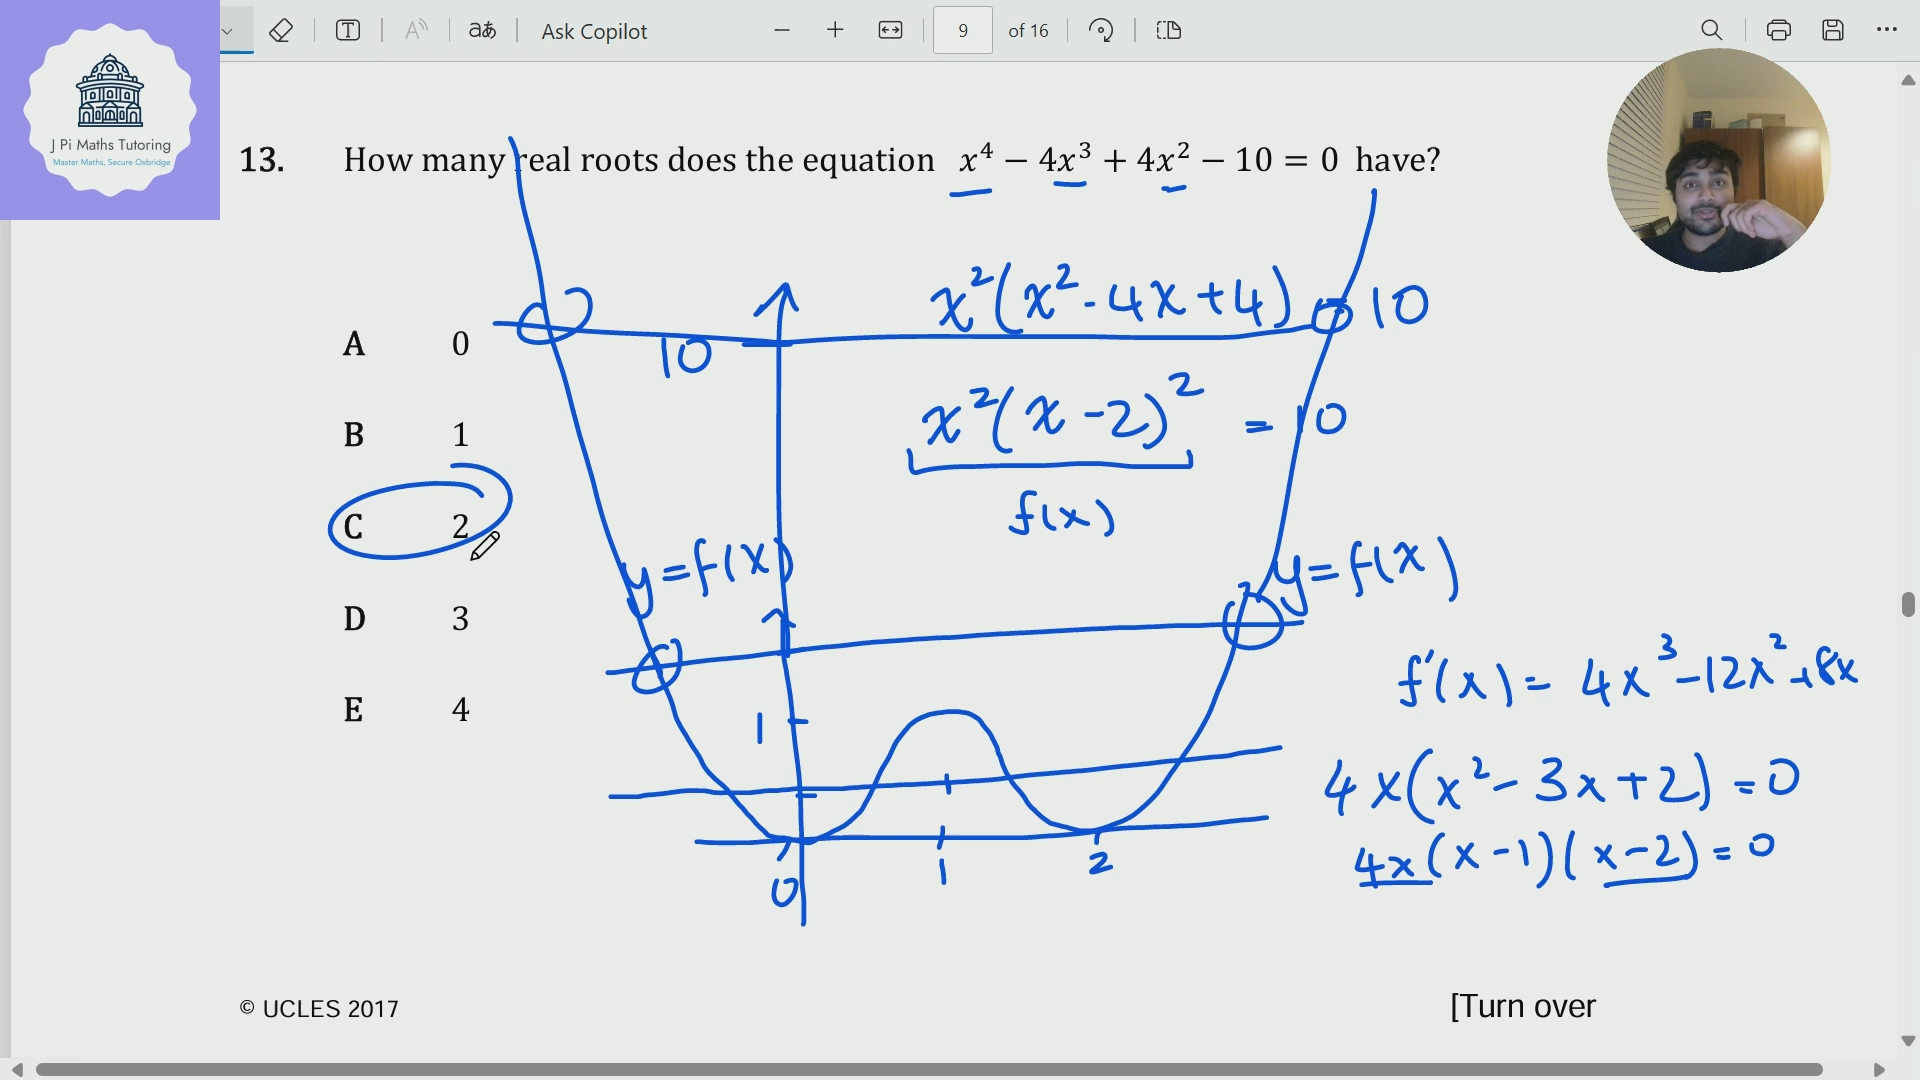 Ask Copilot
9 of 16
J Pi Maths Tutoring
Master Maths, Secure Oxbridge
13. How many real roots does the equation x⁴ − 4x³ + 4x² − 10 = 0 have?
A 0
B 1
C 2
D 3
E 4
x²(x² - 4x + 4) = 10
10
x²(x - 2)² = 10
f(x)
y = f(x)
y = f(x)
f'(x) = 4x³ - 12x² + 8x
4x(x² - 3x + 2) = 0
4x(x - 1)(x - 2) = 0
1
0 1 2
© UCLES 2017
[Turn over